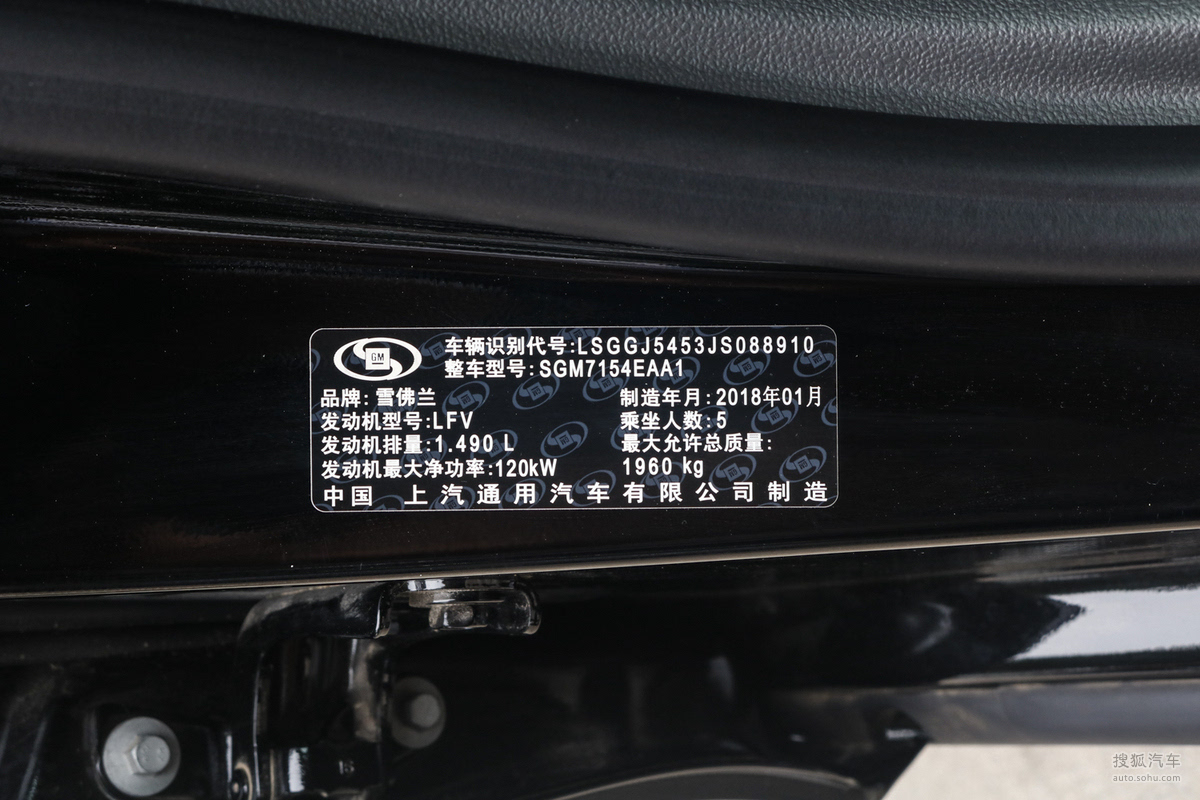 GM
车辆识别代号:LSGGJ5453JS088910
整车型号:SGM7154EAA1
品牌:雪佛兰 制造年月:2018年01月
发动机型号:LFV 乘坐人数:5
发动机排量:1.490 L 最大允许总质量:
发动机最大净功率:120kW 1960 kg
中国 上汽通用汽车有限公司制造
搜狐汽车
auto.sohu.com